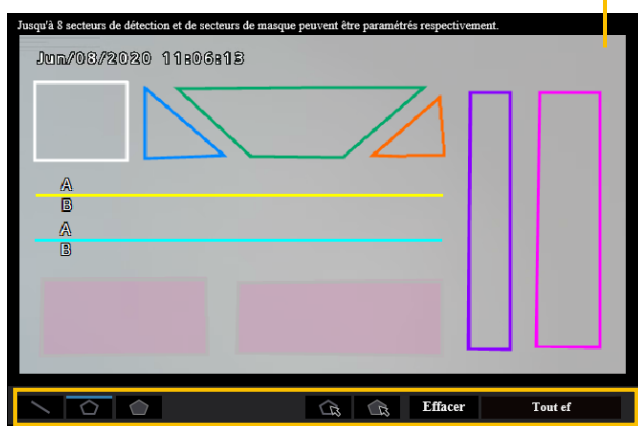 Jusqu'à 8 secteurs de détection et de secteurs de masque peuvent être paramétrés respectivement.
Jun/08/2020 11:06:13
A
B
A
B
Effacer Tout ef